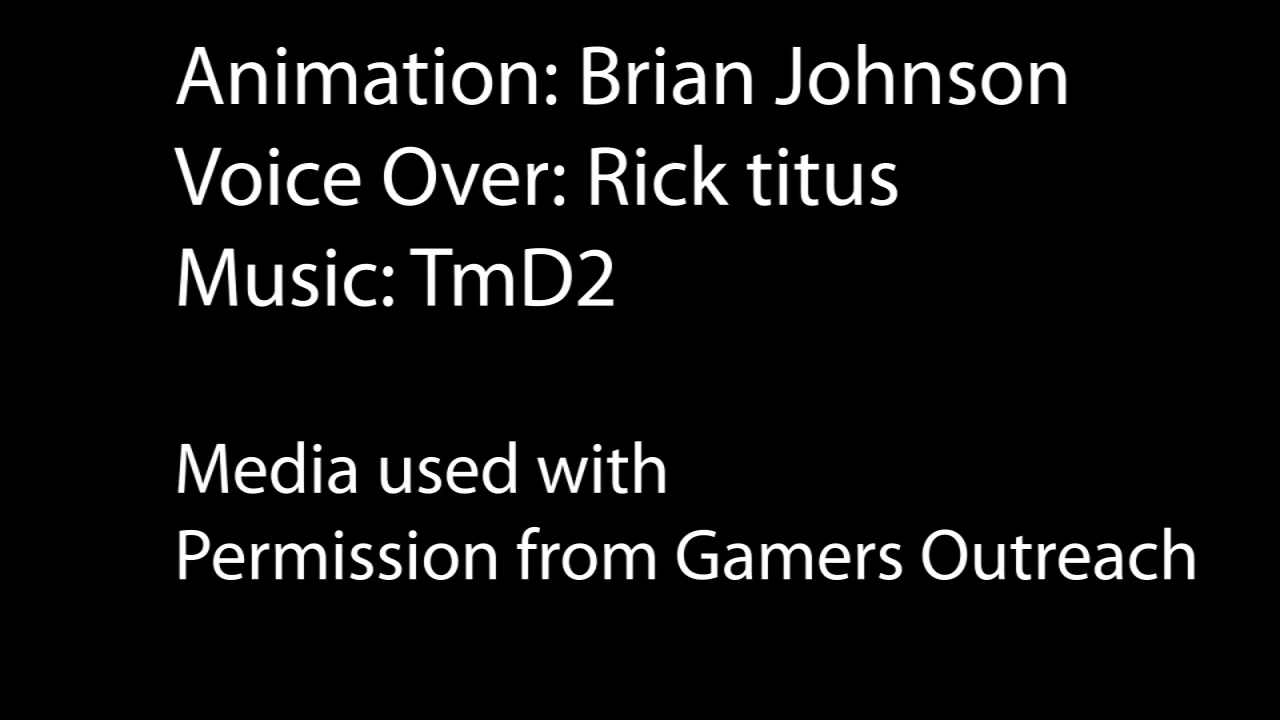 Animation: Brian Johnson
Voice Over: Rick titus
Music: TmD2
Media used with
Permission from Gamers Outreach